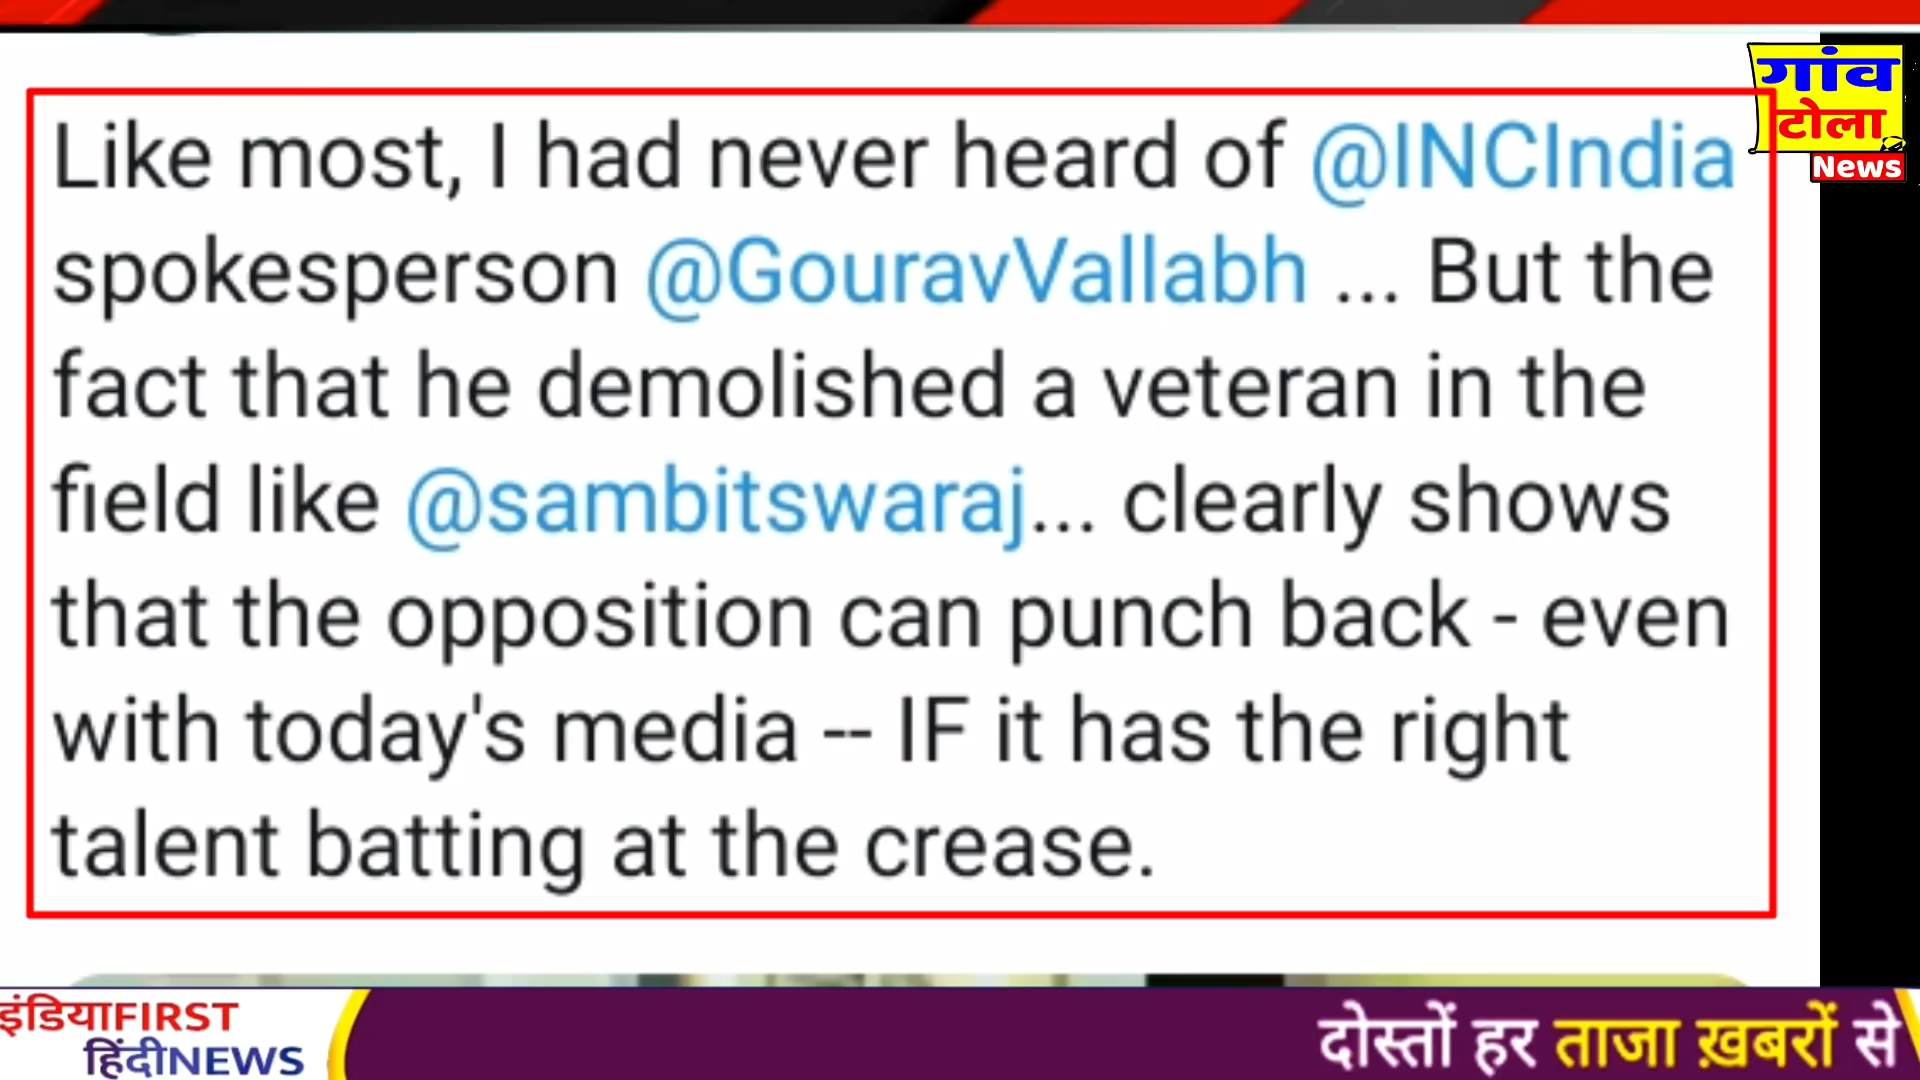 गांव
टोला
News
Like most, I had never heard of @INCIndia
spokesperson @GouravVallabh ... But the
fact that he demolished a veteran in the
field like @sambitswaraj... clearly shows
that the opposition can punch back - even
with today's media -- IF it has the right
talent batting at the crease.
इंडियाFIRST
हिंदीNEWS
दोस्तों हर ताजा ख़बरों से